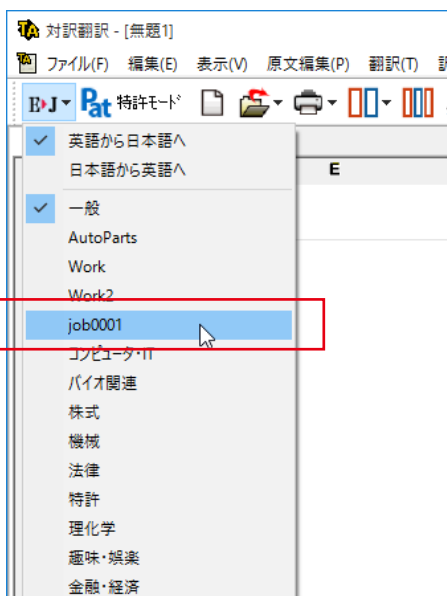 対訳翻訳 - [無題1]
ファイル(F) 編集(E) 表示(V) 原文編集(P) 翻訳(T)
E▸J Pat 特許モード
英語から日本語へ
日本語から英語へ
E
一般
AutoParts
Work
Work2
job0001
コンピュータ・IT
バイオ関連
株式
機械
法律
特許
理化学
趣味・娯楽
金融・経済